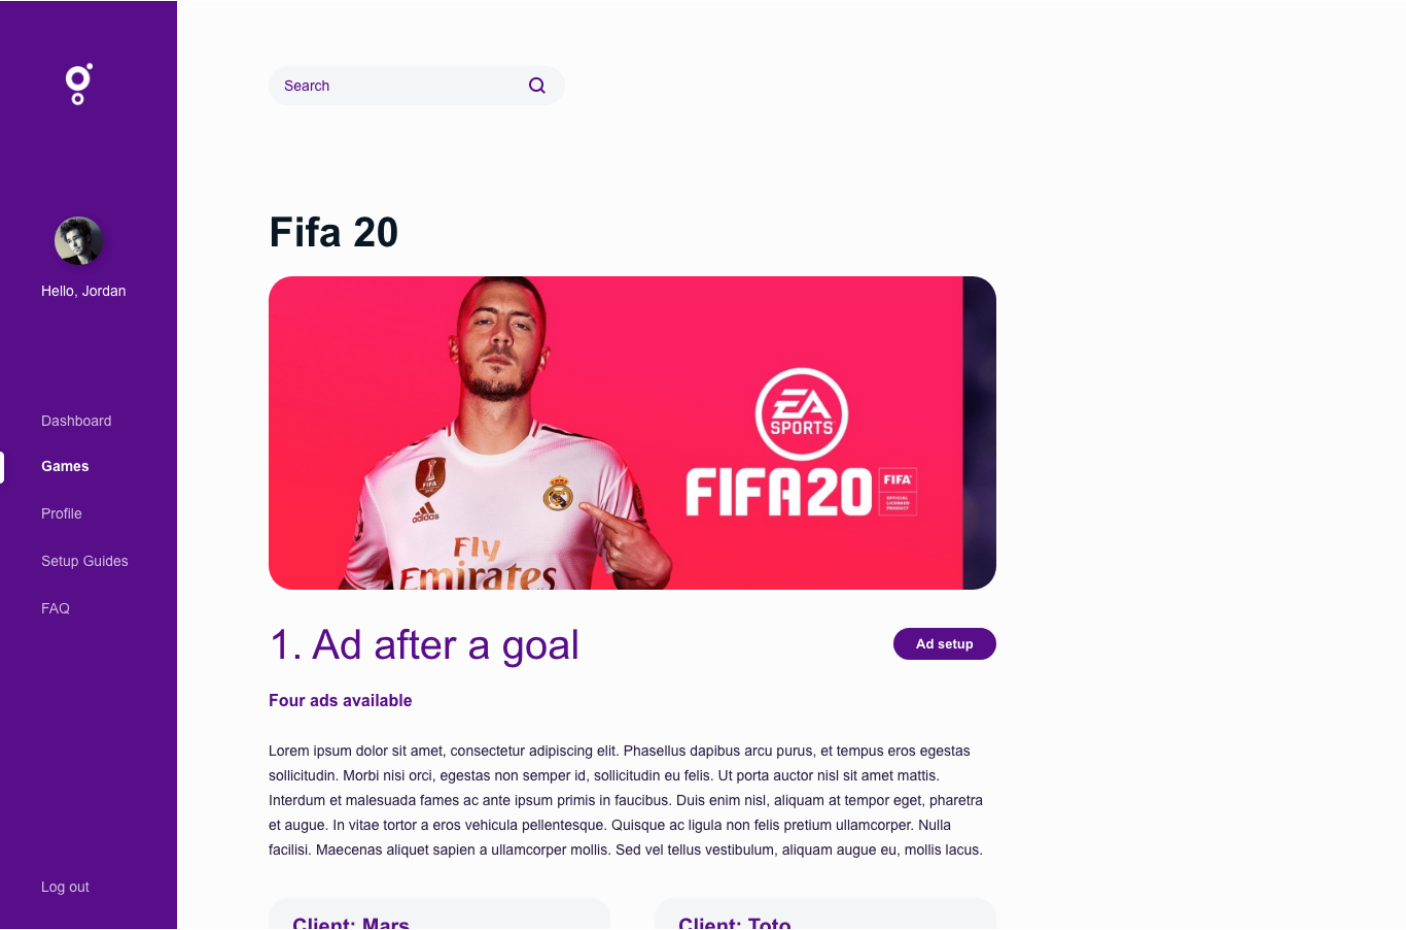 Search
Hello, Jordan
Dashboard
Games
Profile
Setup Guides
FAQ
Log out
Fifa 20
FIFA
adidas
Fly
Emirates
EA
SPORTS
FIFA20
FIFA
OFFICIAL
LICENSED
PRODUCT
1. Ad after a goal
Ad setup
Four ads available
Lorem ipsum dolor sit amet, consectetur adipiscing elit. Phasellus dapibus arcu purus, et tempus eros egestas
sollicitudin. Morbi nisi orci, egestas non semper id, sollicitudin eu felis. Ut porta auctor nisl sit amet mattis.
Interdum et malesuada fames ac ante ipsum primis in faucibus. Duis enim nisl, aliquam at tempor eget, pharetra
et augue. In vitae tortor a eros vehicula pellentesque. Quisque ac ligula non felis pretium ullamcorper. Nulla
facilisi. Maecenas aliquet sapien a ullamcorper mollis. Sed vel tellus vestibulum, aliquam augue eu, mollis lacus.
Client: Mars
Client: Toto